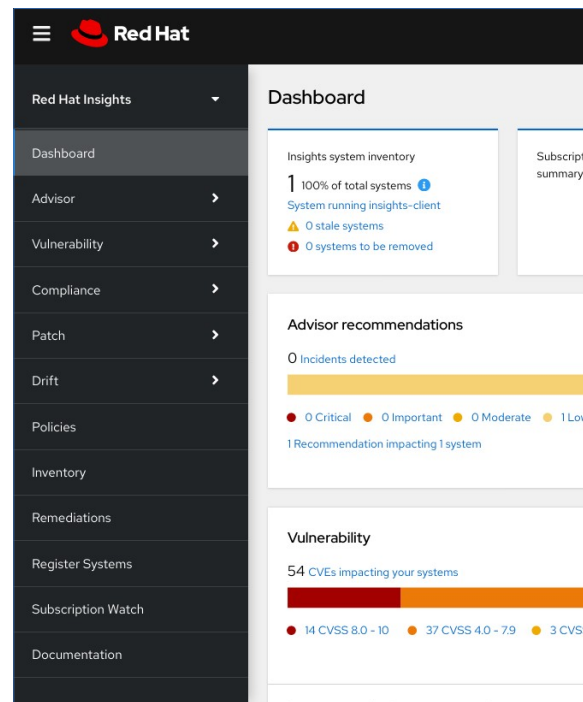 Red Hat
Red Hat Insights
Dashboard
Advisor
Vulnerability
Compliance
Patch
Drift
Policies
Inventory
Remediations
Register Systems
Subscription Watch
Documentation
Dashboard
Insights system inventory
1 100% of total systems
System running insights-client
0 stale systems
0 systems to be removed
summary
Advisor recommendations
0 Incidents detected
0 Critical 0 Important 0 Moderate 1
1 Recommendation impacting 1 system
Vulnerability
54 CVEs impacting your systems
14 CVSS 8.0 - 10 37 CVSS 4.0 - 7.9 3